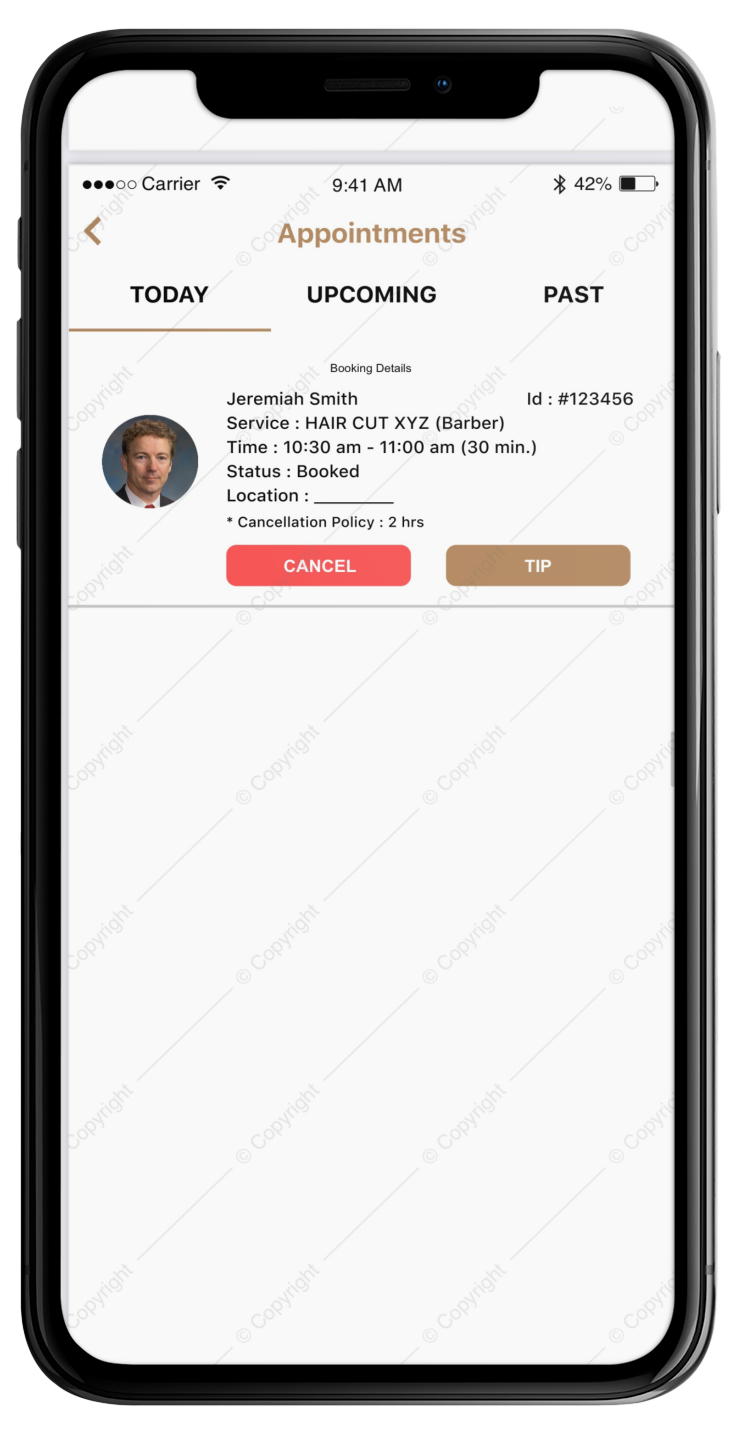 Carrier 9:41 AM 42%
Appointments
TODAY UPCOMING PAST
Booking Details
Jeremiah Smith Id : #123456
Service : HAIR CUT XYZ (Barber)
Time : 10:30 am - 11:00 am (30 min.)
Status : Booked
Location : _________
* Cancellation Policy : 2 hrs
CANCEL TIP
© Copyright